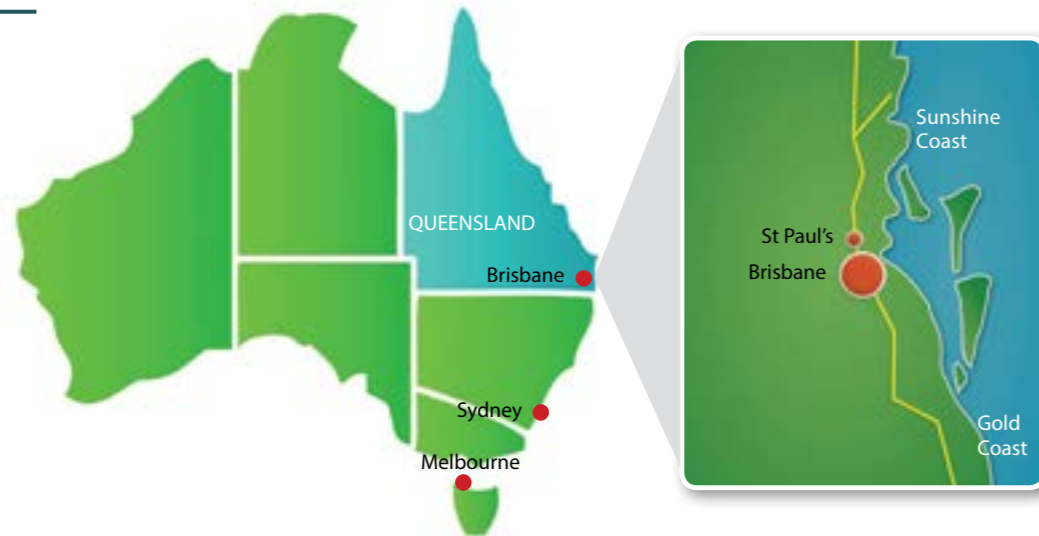 QUEENSLAND
Brisbane
Sydney
Melbourne
Sunshine
Coast
St Paul's
Brisbane
Gold
Coast